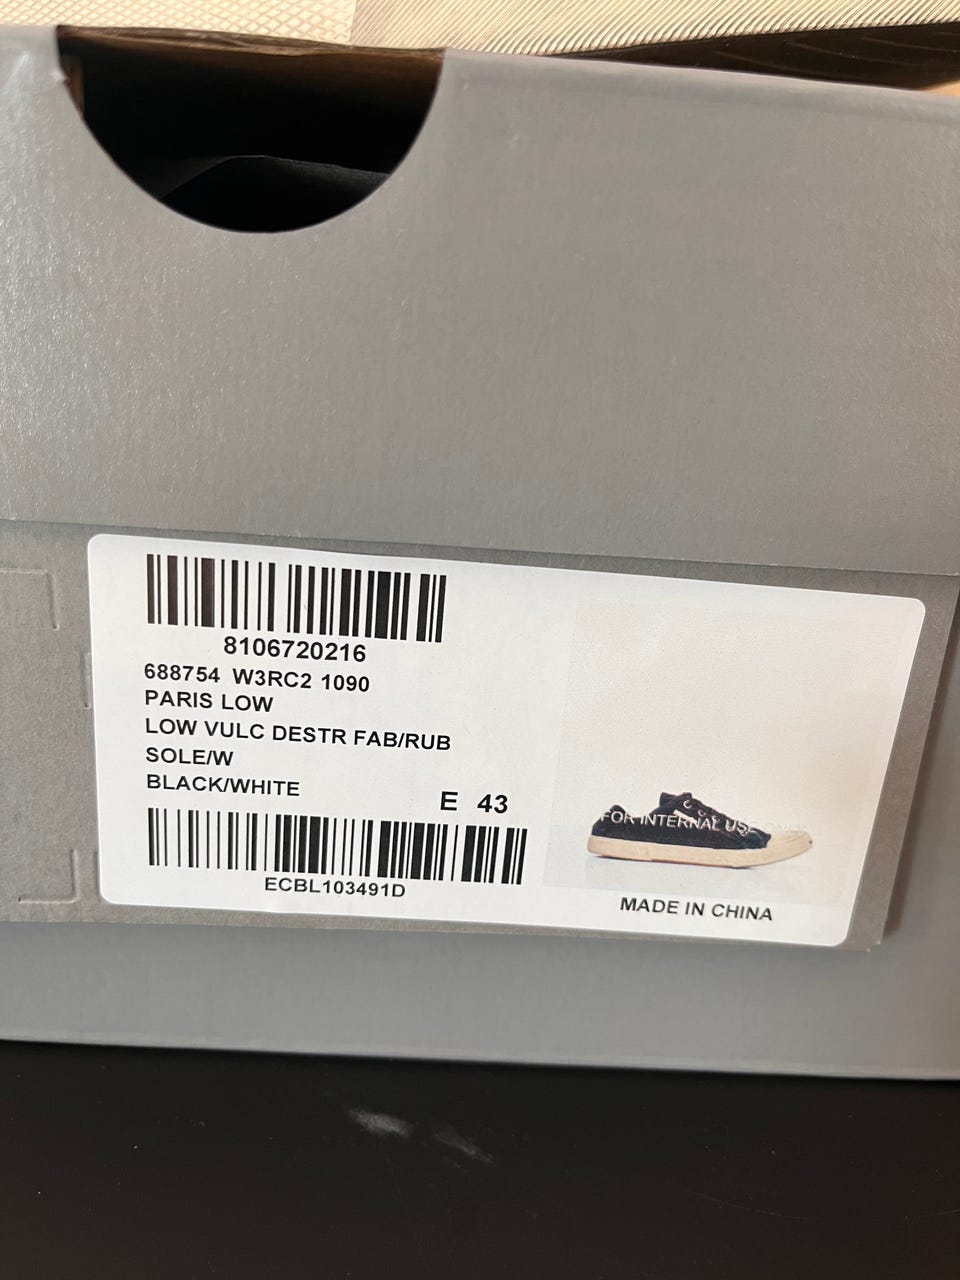 8106720216
688754 W3RC2 1090
PARIS LOW
LOW VULC DESTR FAB/RUB
SOLE/W
BLACK/WHITE
E 43
ECBL103491D
FOR INTERNAL USE ONLY
MADE IN CHINA